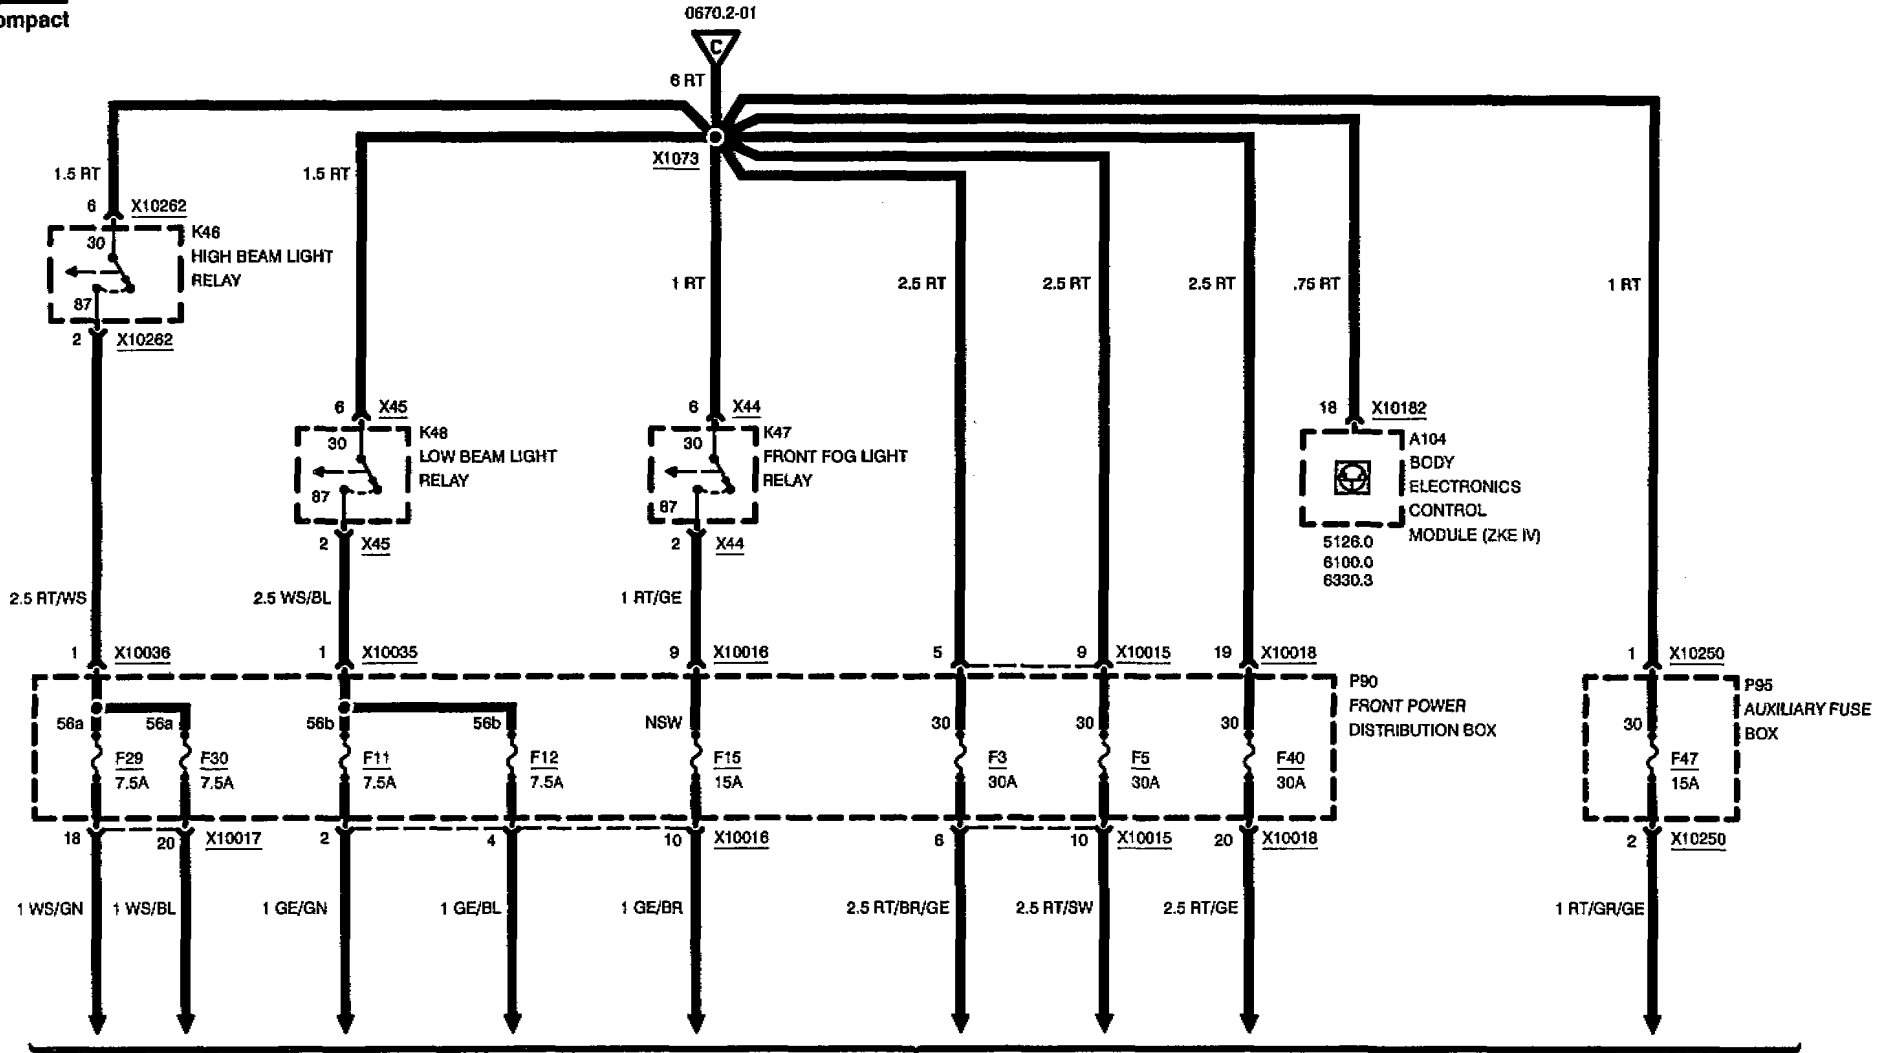 ompact
0670.2-01
C
6 RT
X1073
1.5 RT
1.5 RT
6 X10262
30
87
K46
HIGH BEAM LIGHT
RELAY
2 X10262
1 RT
2.5 RT
2.5 RT
2.5 RT
.75 RT
1 RT
6 X45
30
87
K48
LOW BEAM LIGHT
RELAY
2 X45
6 X44
30
87
K47
FRONT FOG LIGHT
RELAY
2 X44
18 X10182
A104
BODY
ELECTRONICS
CONTROL
MODULE (ZKE IV)
5126.0
6100.0
6330.3
2.5 RT/WS
2.5 WS/BL
1 RT/GE
1 X10036
1 X10035
9 X10016
5
9 X10015
19 X10018
1 X10250
P90
FRONT POWER
DISTRIBUTION BOX
P95
AUXILIARY FUSE
BOX
56a
56a
56b
56b
NSW
30
30
30
30
F29
7.5A
F30
7.5A
F11
7.5A
F12
7.5A
F15
15A
F3
30A
F5
30A
F40
30A
F47
15A
18
20 X10017
2
4
10 X10016
6
10 X10015
20 X10018
2 X10250
1 WS/GN
1 WS/BL
1 GE/GN
1 GE/BL
1 GE/BR
2.5 RT/BR/GE
2.5 RT/SW
2.5 RT/GE
1 RT/GR/GE